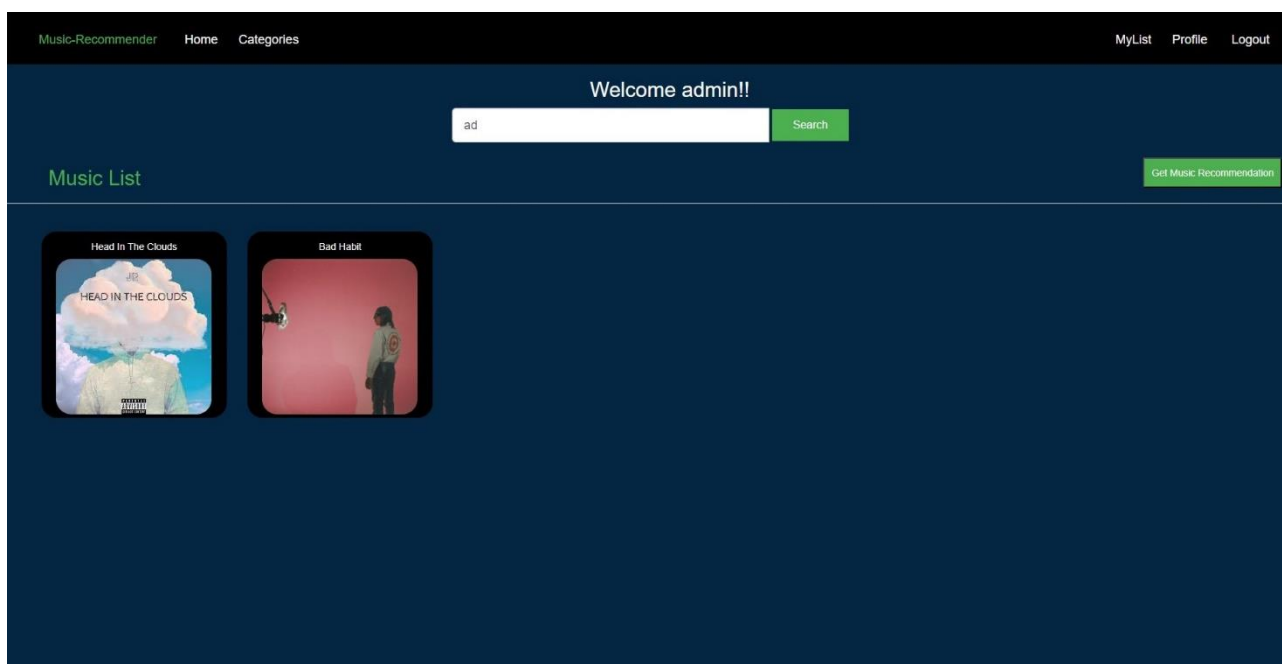 Music-Recommender Home Categories MyList Profile Logout
Welcome admin!!
ad Search
Music List
Get Music Recommendation
Head In The Clouds
HEAD IN THE CLOUDS
Bad Habit